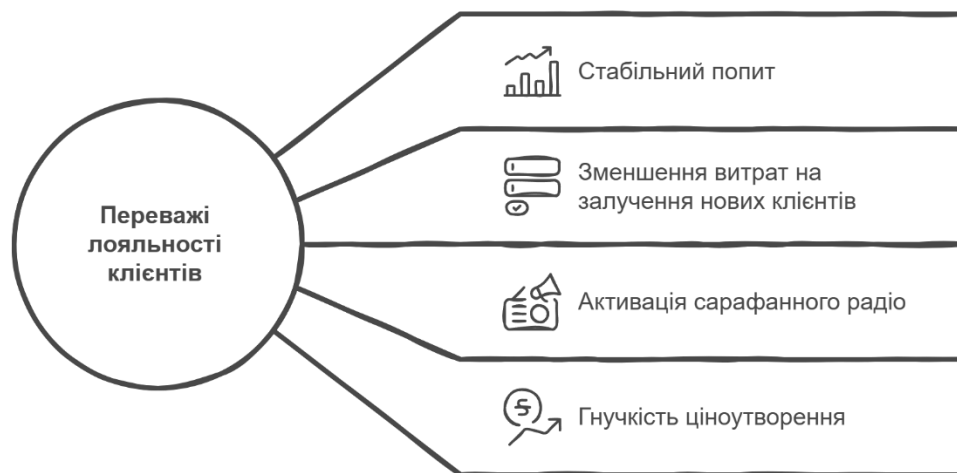 Переважі
лояльності
клієнтів
Стабільний попит
Зменшення витрат на
залучення нових клієнтів
Активація сарафанного радіо
Гнучкість ціноутворення